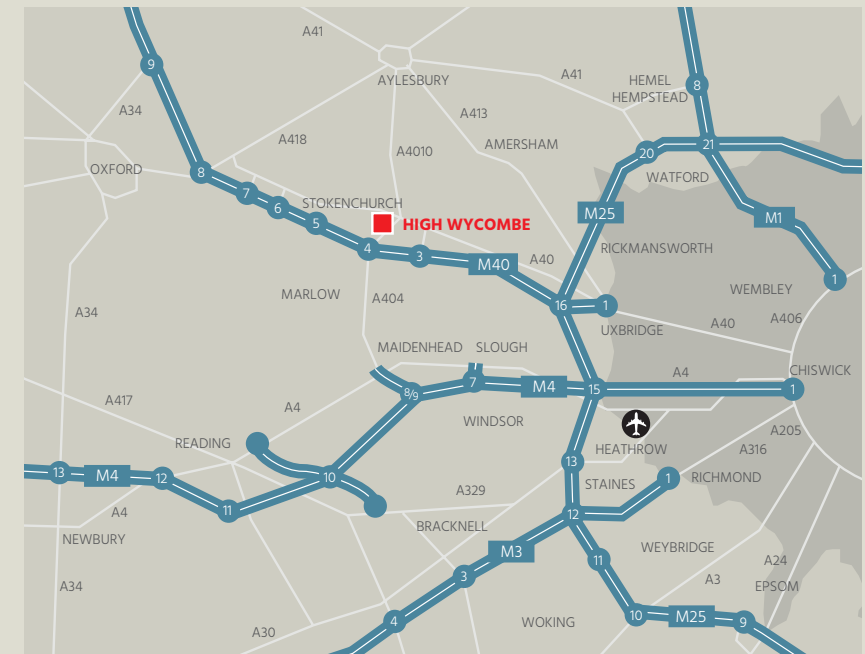 A41
9
AYLESBURY
A41
HEMEL
HEMPSTEAD
8
A34
A413
A418
A4010
AMERSHAM
21
20
OXFORD
8
WATFORD
7
STOKENCHURCH
6
M25
M1
5
HIGH WYCOMBE
4
3
M40
A40
RICKMANSWORTH
1
WEMBLEY
MARLOW
A404
16
1
A34
UXBRIDGE
A40
A406
MAIDENHEAD
SLOUGH
CHISWICK
A4
8/9
7
M4
15
1
A417
A4
WINDSOR
A205
READING
HEATHROW
A316
13
M4
12
10
13
STAINES
1
RICHMOND
A329
11
A4
12
BRACKNELL
NEWBURY
M3
WEYBRIDGE
11
A24
3
A3
EPSOM
A34
A30
4
WOKING
10
M25
9